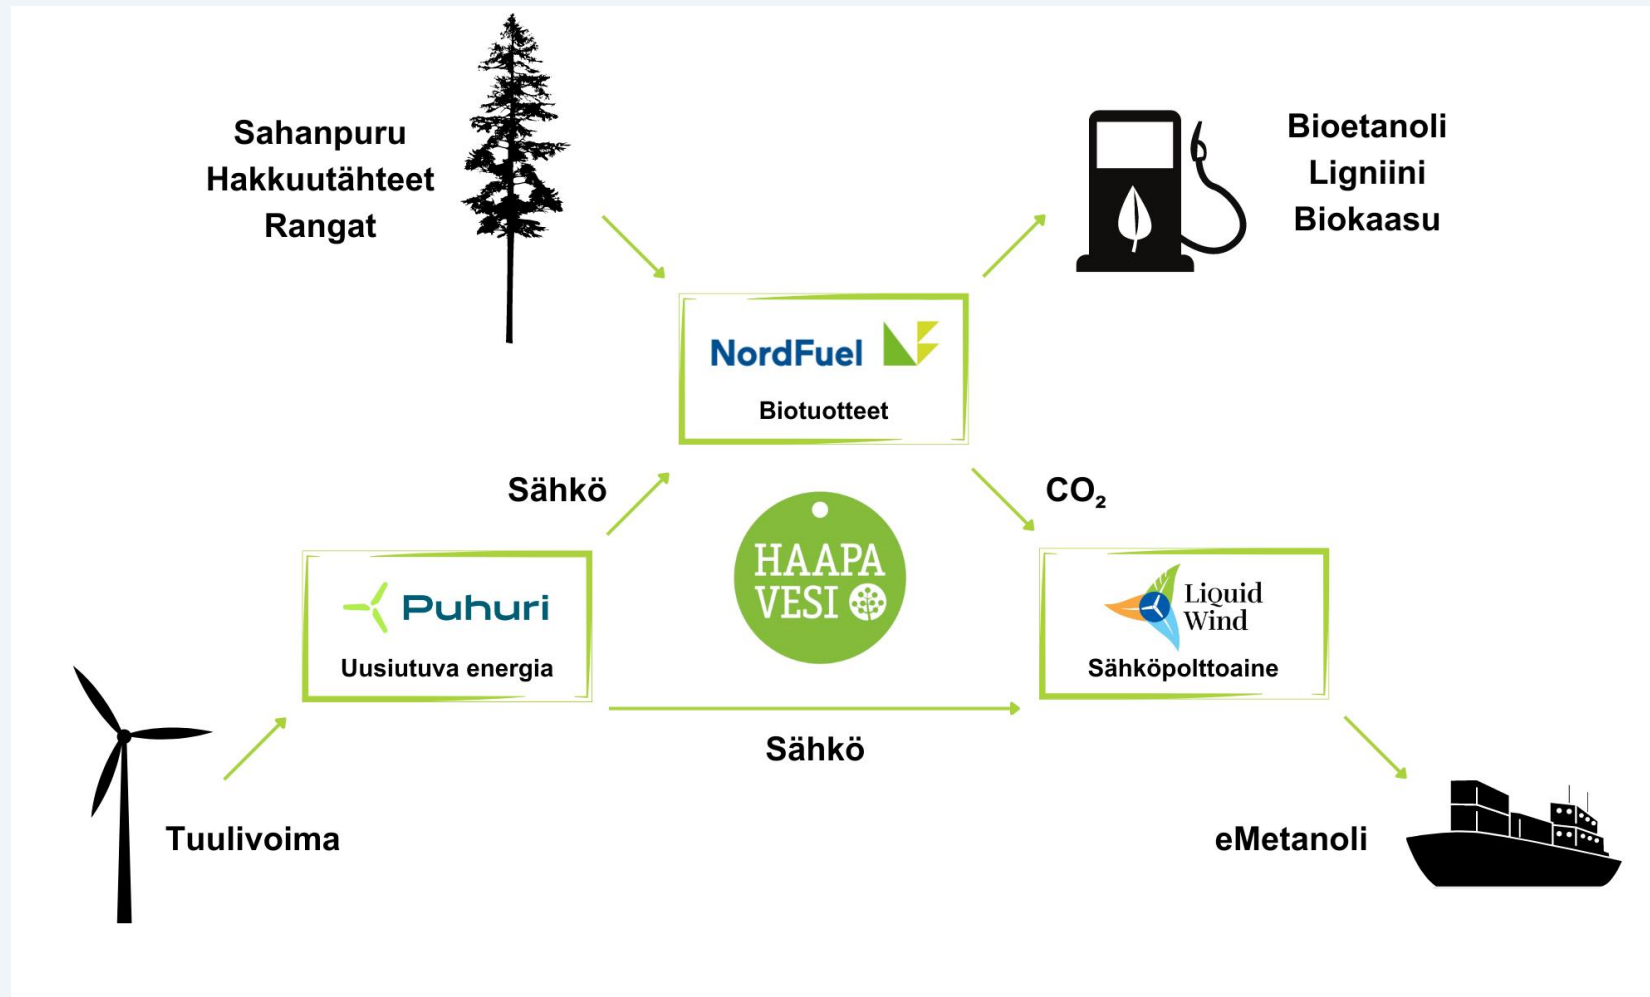 Sahanpuru
Hakkuutähteet
Rangat
Bioetanoli
Ligniini
Biokaasu
NordFuel
Biotuotteet
Sähkö
CO₂
HAAPA
VESI
Puhuri
Uusiutuva energia
Liquid
Wind
Sähköpolttoaine
Sähkö
Tuulivoima
eMetanoli